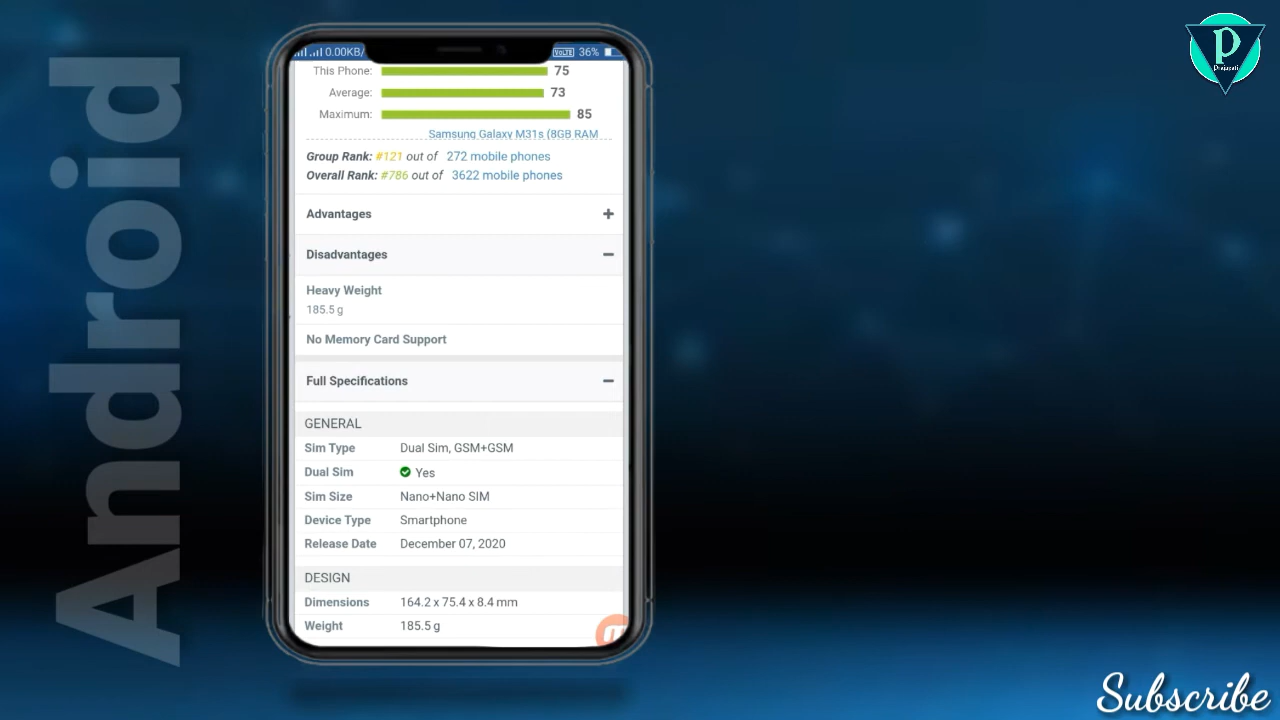 Android
0.00KB/
VoLTE 36%
This Phone: 75
Average: 73
Maximum: 85
Samsung Galaxy M31s (8GB RAM
Group Rank: #121 out of 272 mobile phones
Overall Rank: #786 out of 3622 mobile phones
Advantages +
Disadvantages −
Heavy Weight
185.5 g
No Memory Card Support
Full Specifications −
GENERAL
Sim Type Dual Sim, GSM+GSM
Dual Sim Yes
Sim Size Nano+Nano SIM
Device Type Smartphone
Release Date December 07, 2020
DESIGN
Dimensions 164.2 x 75.4 x 8.4 mm
Weight 185.5 g
P
Prajapati
Subscribe